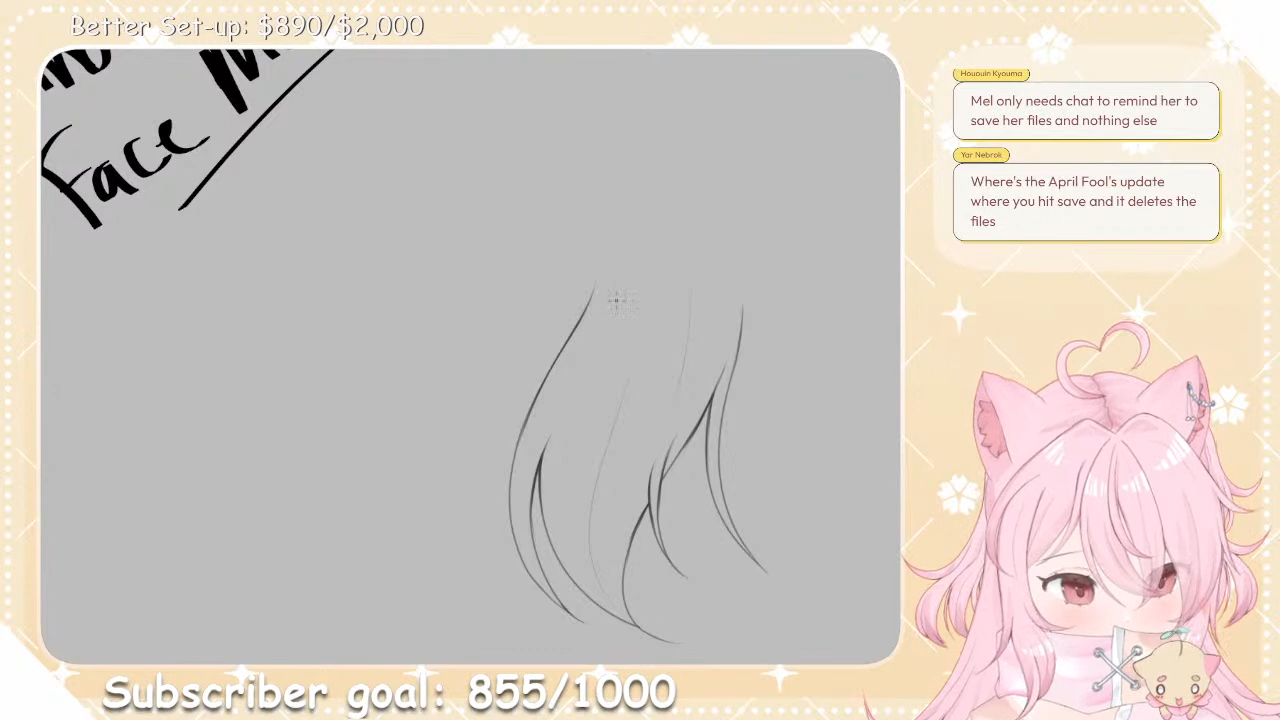 Better Set-up: $890/$2,000
Face
Hououin Kyouma
Mel only needs chat to remind her to
save her files and nothing else
Yar Nebrok
Where's the April Fool's update
where you hit save and it deletes the
files
Subscriber goal: 855/1000